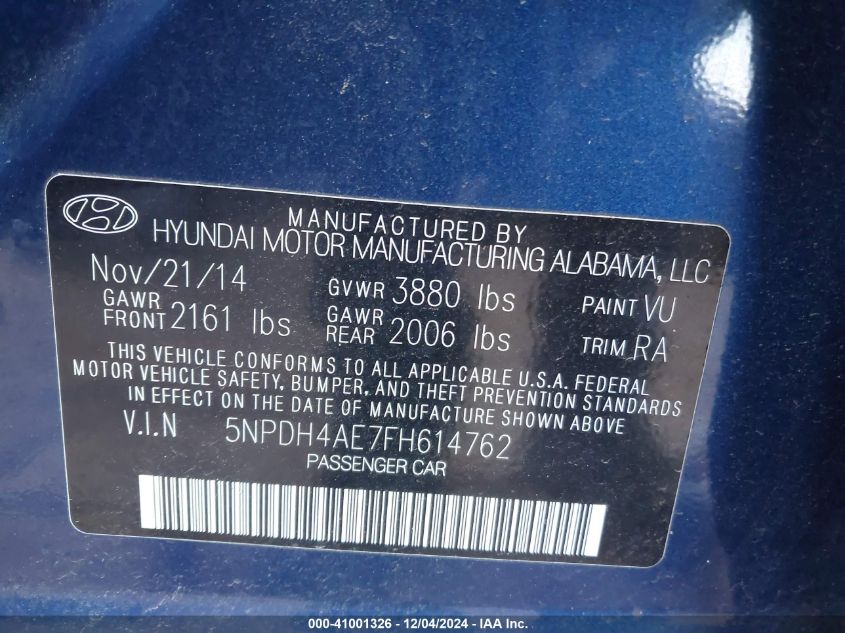 MANUFACTURED BY
HYUNDAI MOTOR MANUFACTURING ALABAMA, LLC
Nov/21/14 GVWR 3880 lbs PAINT VU
GAWR FRONT 2161 lbs GAWR REAR 2006 lbs TRIM RA
THIS VEHICLE CONFORMS TO ALL APPLICABLE U.S.A. FEDERAL
MOTOR VEHICLE SAFETY, BUMPER, AND THEFT PREVENTION STANDARDS
IN EFFECT ON THE DATE OF MANUFACTURE SHOWN ABOVE
V.I.N 5NPDH4AE7FH614762
PASSENGER CAR
000-41001326 - 12/04/2024 - IAA Inc.